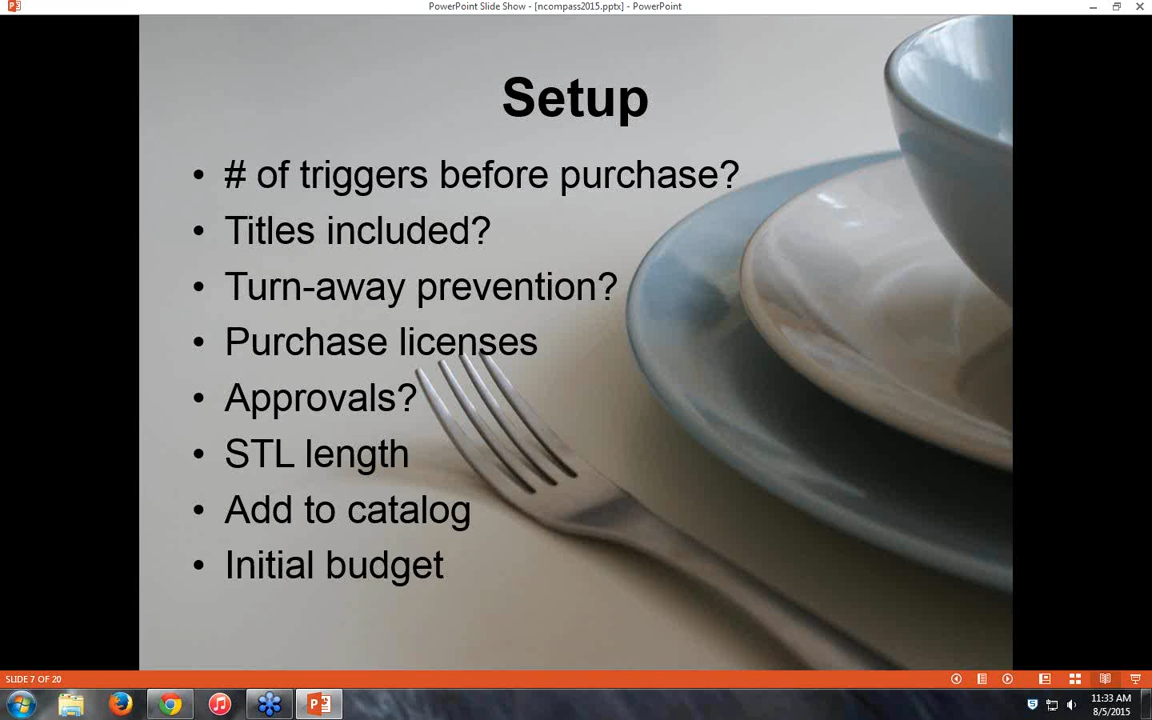 PowerPoint Slide Show - [ncompass2015.pptx] - PowerPoint
Setup
• # of triggers before purchase?
• Titles included?
• Turn-away prevention?
• Purchase licenses
• Approvals?
• STL length
• Add to catalog
• Initial budget
SLIDE 7 OF 20
11:33 AM
8/5/2015